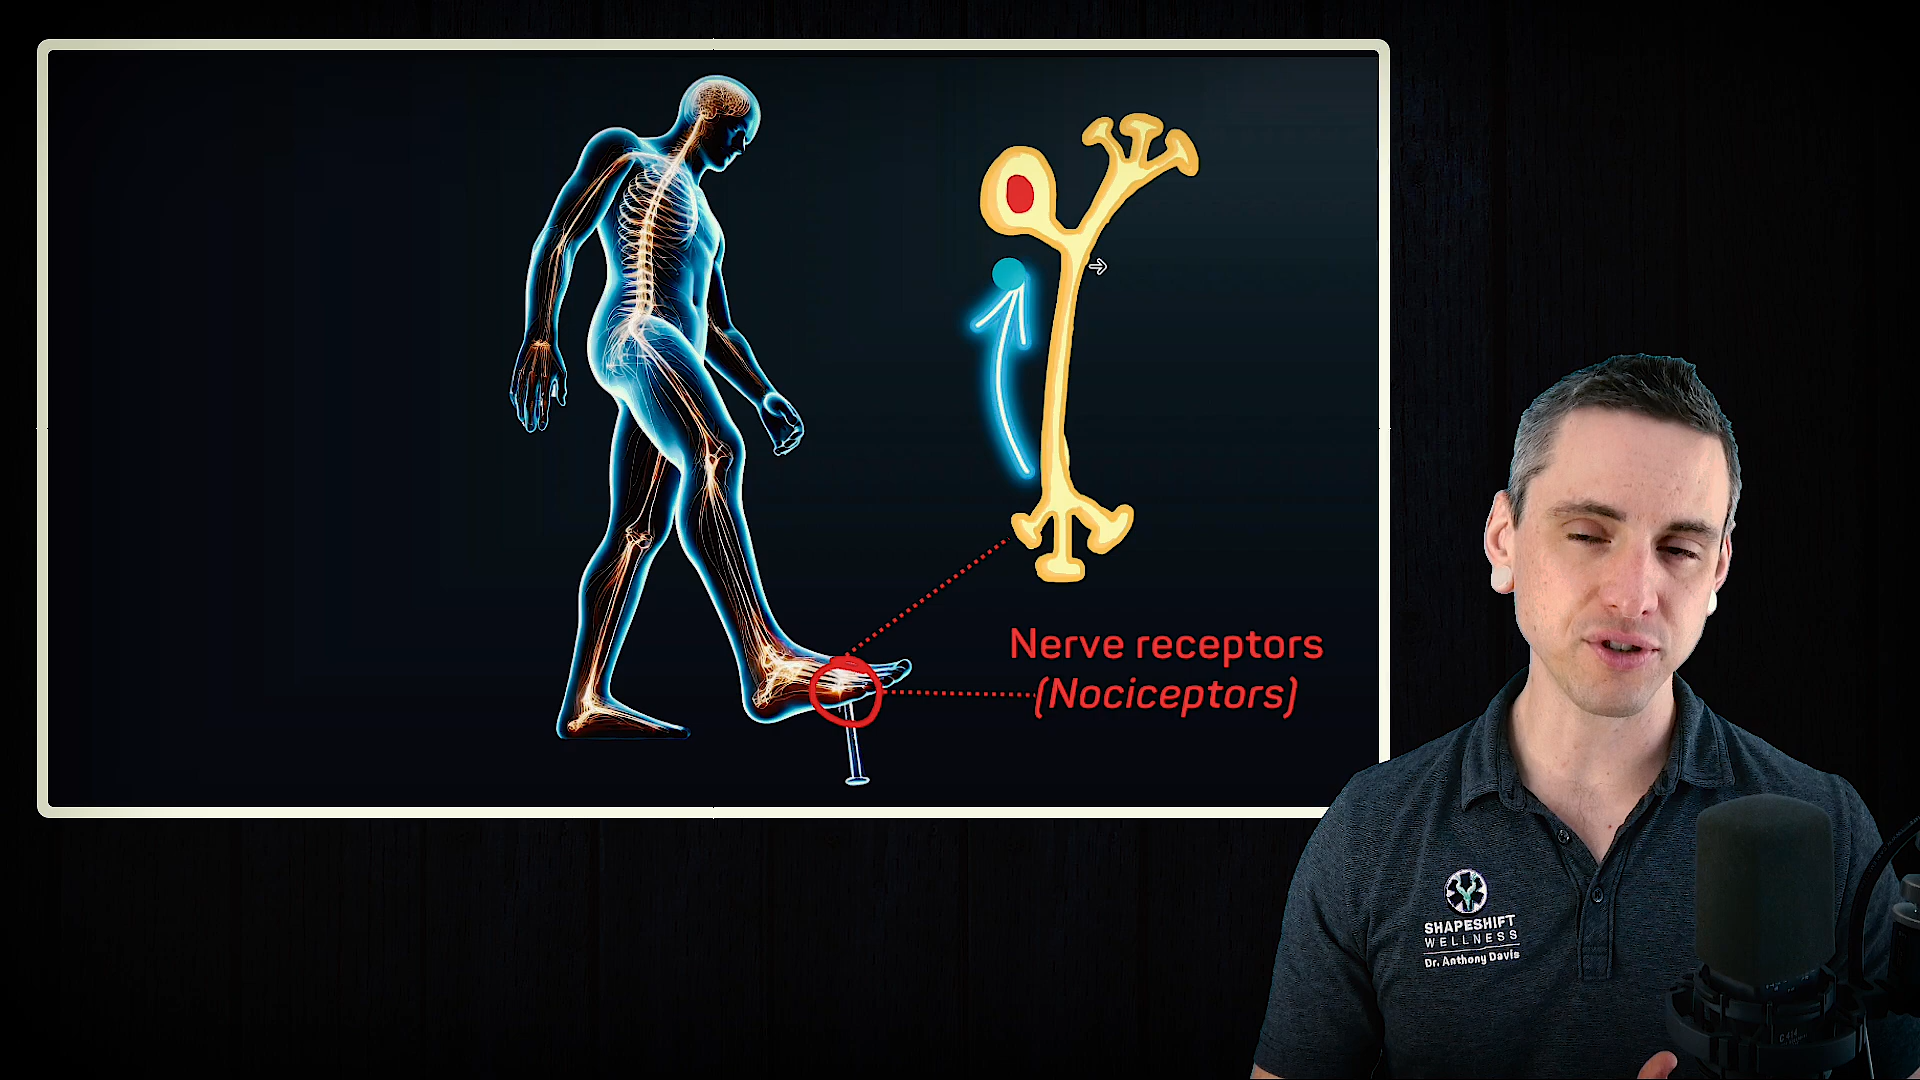 Nerve receptors
(Nociceptors)
SHAPESHIFT
WELLNESS
Dr. Anthony Davis